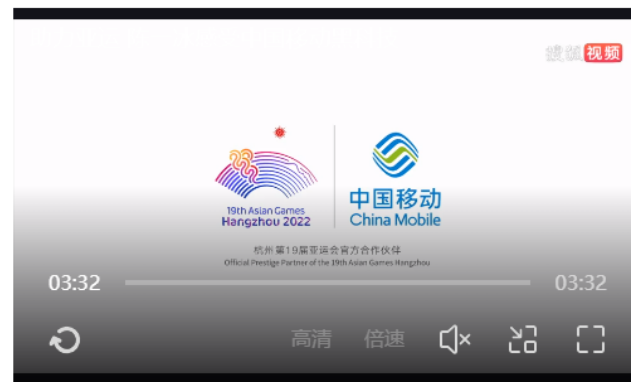 搜狐视频
19th Asian Games
Hangzhou 2022
中国移动
China Mobile
杭州第19届亚运会官方合作伙伴
Official Prestige Partner of the 19th Asian Games Hangzhou
03:32
03:32
高清
倍速